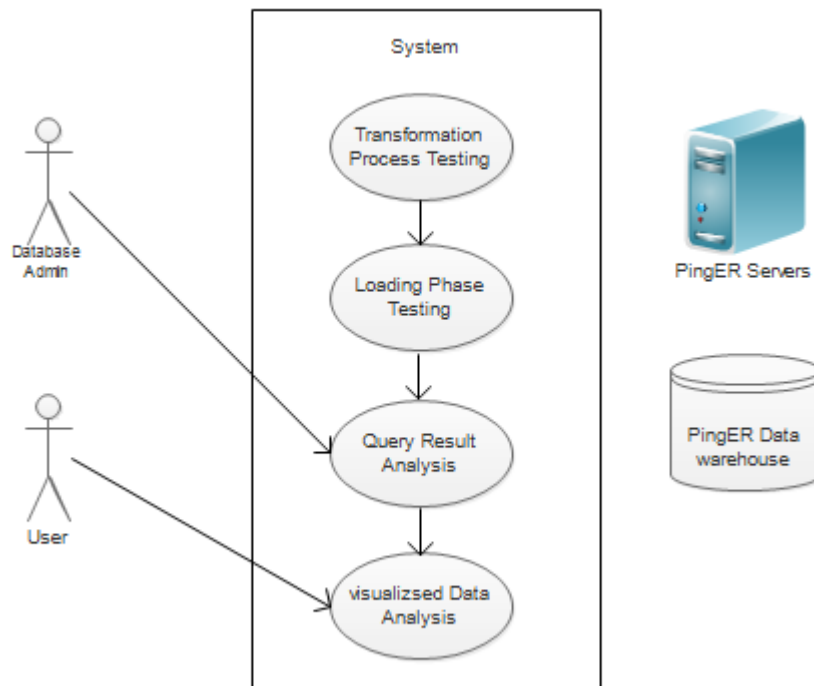 System
Transformation
Process Testing
Database
Admin
PingER Servers
Loading Phase
Testing
Query Result
Analysis
PingER Data
warehouse
User
visualizsed Data
Analysis